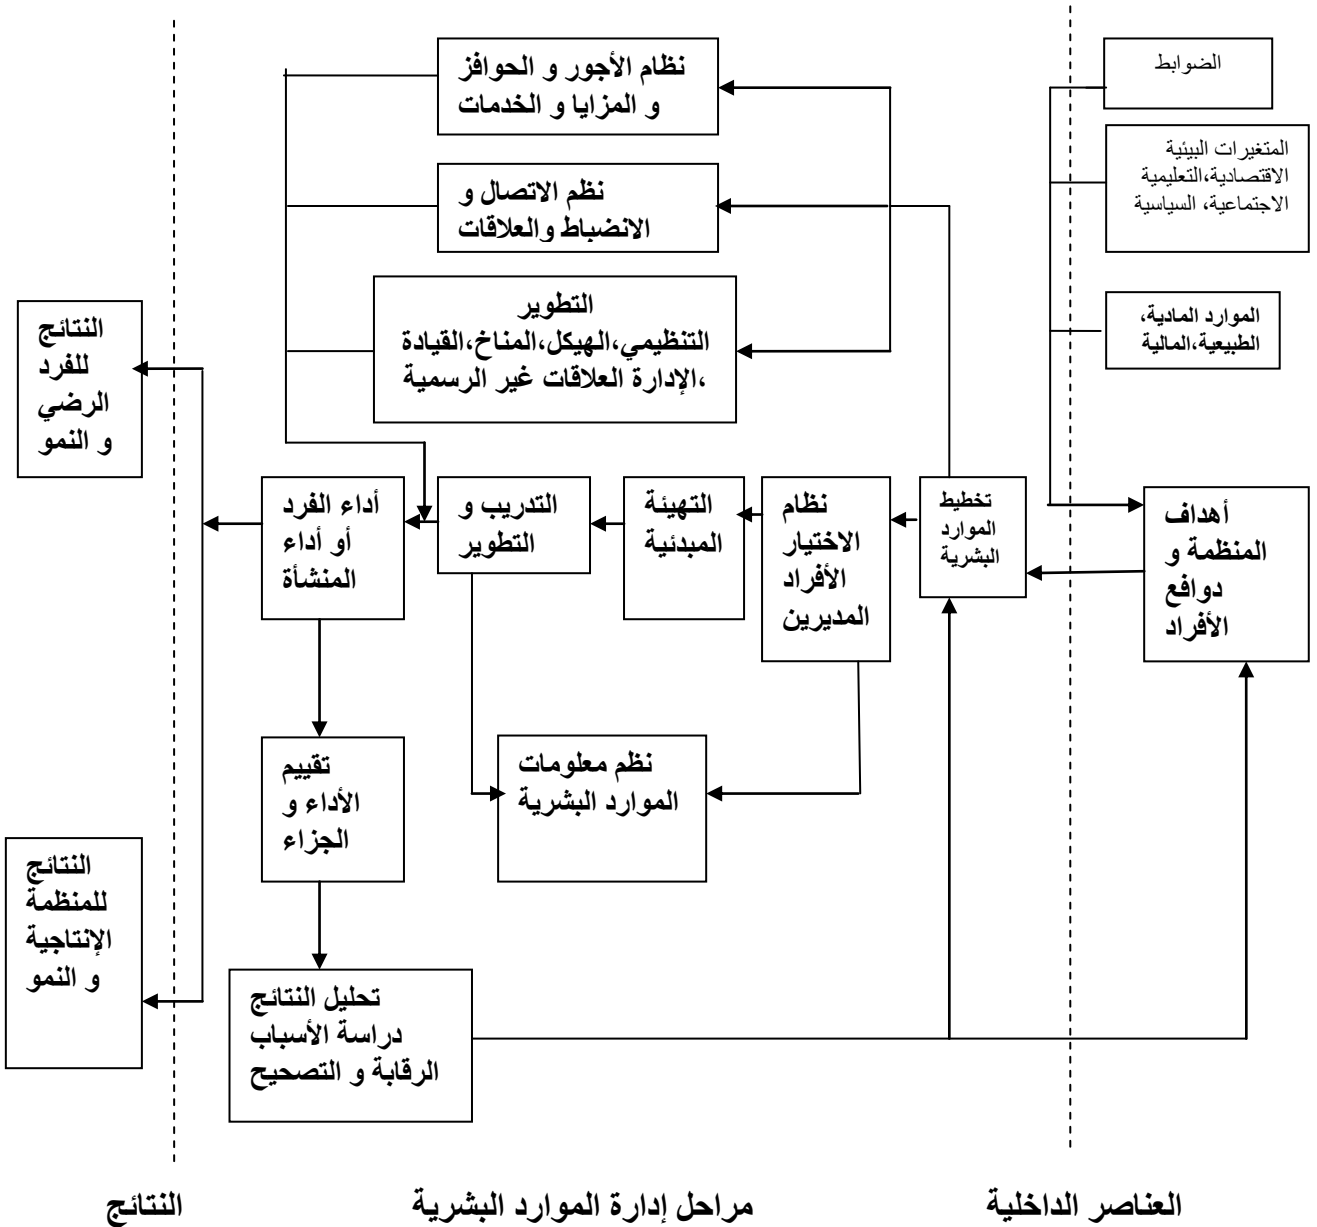 الضوابط
المتغيرات البيئية
الاقتصادية،التعليمية
الاجتماعية، السياسية
الموارد المادية،
الطبيعية،المالية
أهداف
المنظمة و
دوافع
الأفراد
نظام الأجور و الحوافز
و المزايا و الخدمات
نظم الاتصال و
الانضباط والعلاقات
التطوير
التنظيمي،الهيكل،المناخ،القيادة
،الإدارة العلاقات غير الرسمية
تخطيط
الموارد
البشرية
نظام
الاختيار
الأفراد
المديرين
التهيئة
المبدئية
التدريب و
التطوير
أداء الفرد
أو أداء
المنشأة
نظم معلومات
الموارد البشرية
تقييم
الأداء و
الجزاء
تحليل النتائج
دراسة الأسباب
الرقابة و التصحيح
النتائج
للفرد
الرضي
و النمو
النتائج
للمنظمة
الإنتاجية
و النمو
العناصر الداخلية
مراحل إدارة الموارد البشرية
النتائج